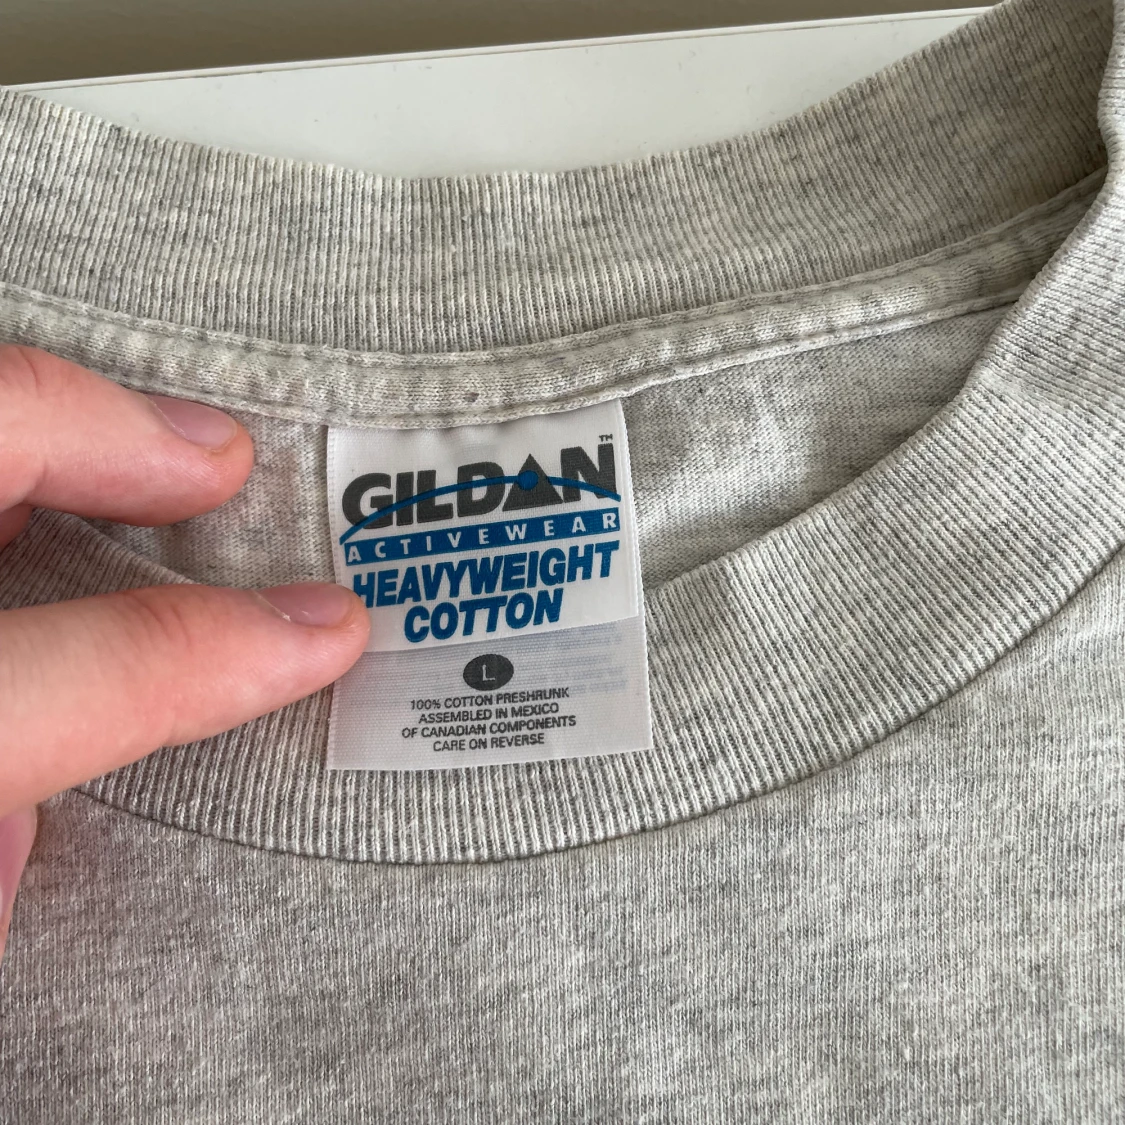 GILDAN™
ACTIVEWEAR
HEAVYWEIGHT
COTTON
L
100% COTTON PRESHRUNK
ASSEMBLED IN MEXICO
OF CANADIAN COMPONENTS
CARE ON REVERSE